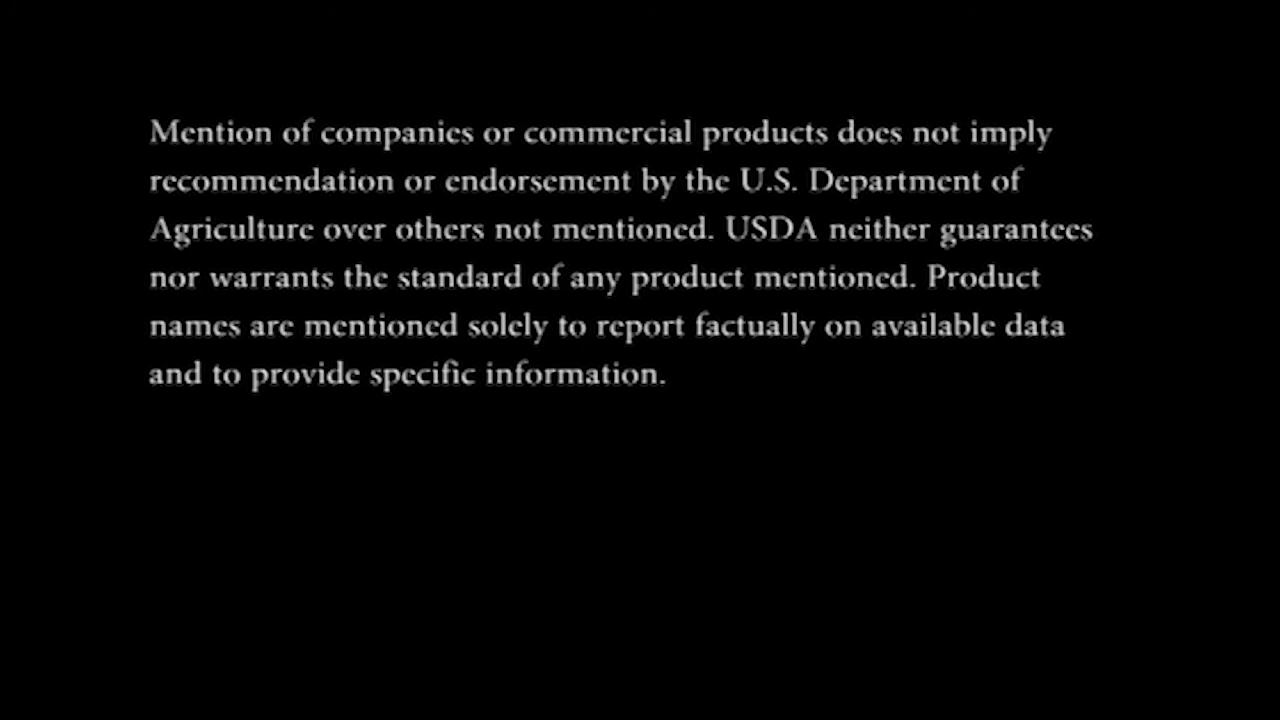 Mention of companies or commercial products does not imply
recommendation or endorsement by the U.S. Department of
Agriculture over others not mentioned. USDA neither guarantees
nor warrants the standard of any product mentioned. Product
names are mentioned solely to report factually on available data
and to provide specific information.